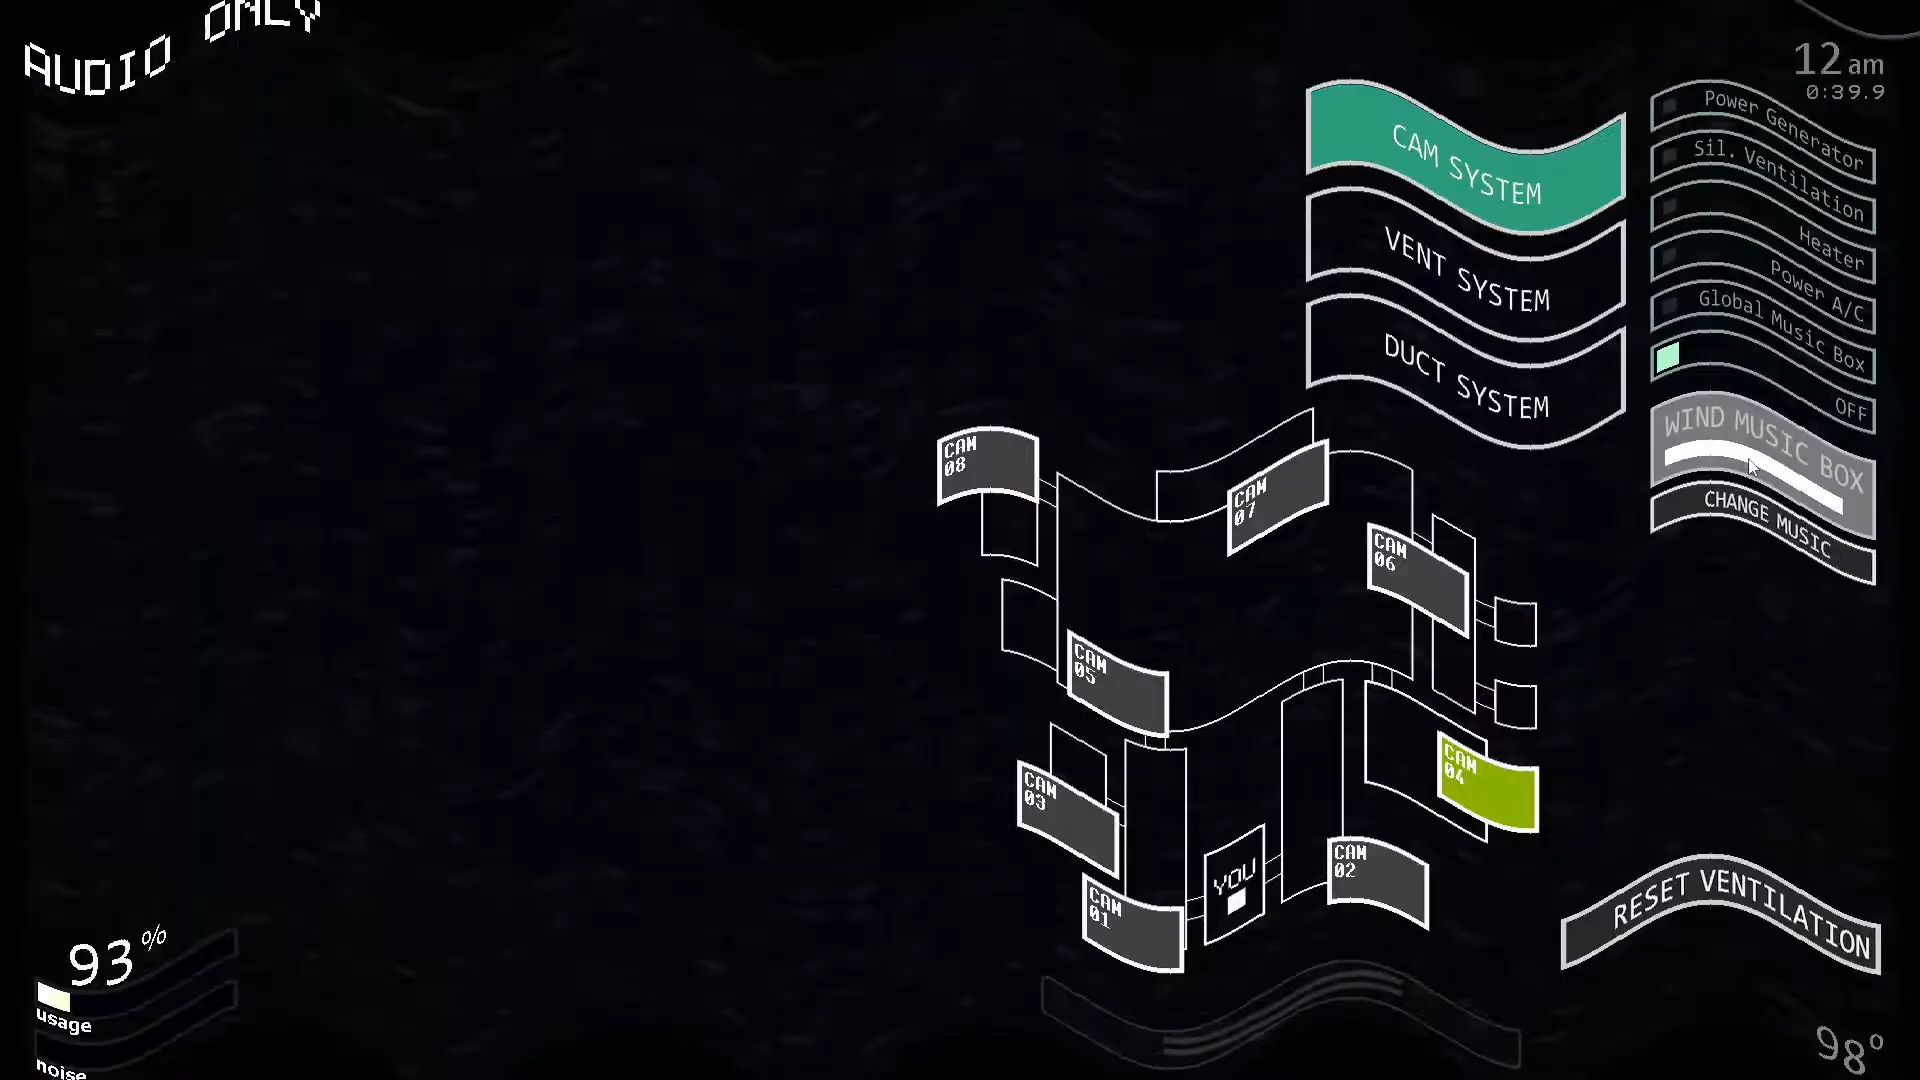 AUDIO ONLY
12 am
0:39.9
CAM SYSTEM
VENT SYSTEM
DUCT SYSTEM
Power Generator
Sil. Ventilation
Heater
Power A/C
Global Music Box
OFF
WIND MUSIC BOX
CHANGE MUSIC
CAM
08
CAM
07
CAM
06
CAM
05
CAM
04
CAM
03
CAM
02
CAM
01
YOU
RESET VENTILATION
93%
usage
noise
98°